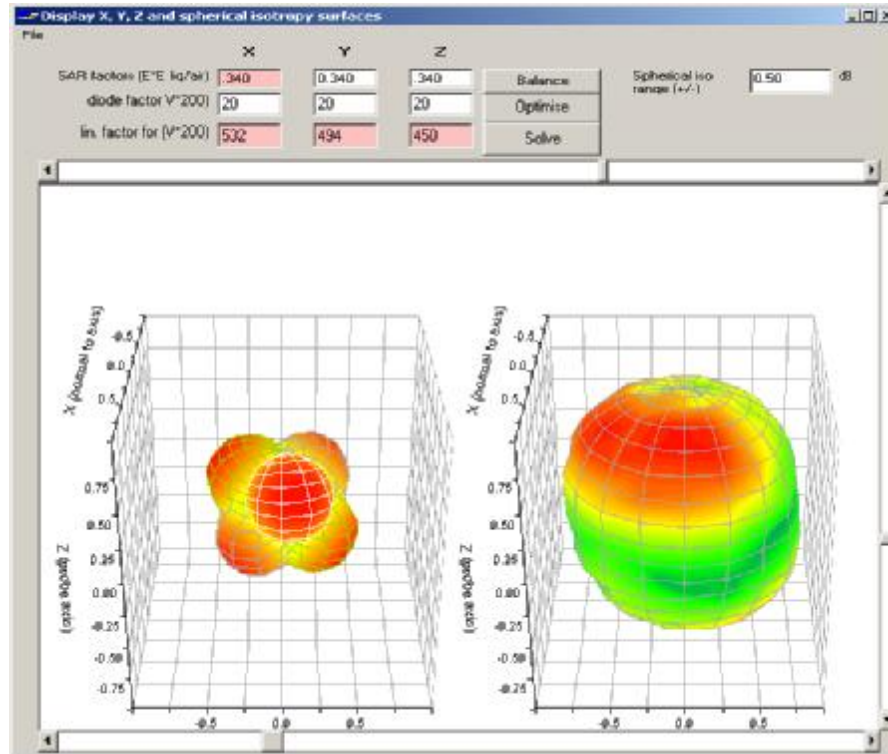 Display X, Y, Z and spherical isotropy surfaces
File
X Y Z
SAR factors (E*E kg/air) .340 0.340 .340 Balance Spherical iso range (+/-) 0.50 dB
diode factor V*200) 20 20 20 Optimise
lin. factor for (V*200) 532 494 450 Solve
X (normal to axis)
-0.5
0.0
0.5
0.75
0.50
0.25
0.00
-0.25
-0.50
-0.75
Z (probe axis)
-0.5 0.0 0.5
X (normal to axis)
-0.5
0.0
0.5
0.75
0.50
0.25
0.00
-0.25
-0.50
-0.75
Z (probe axis)
-0.5 0.0 0.5